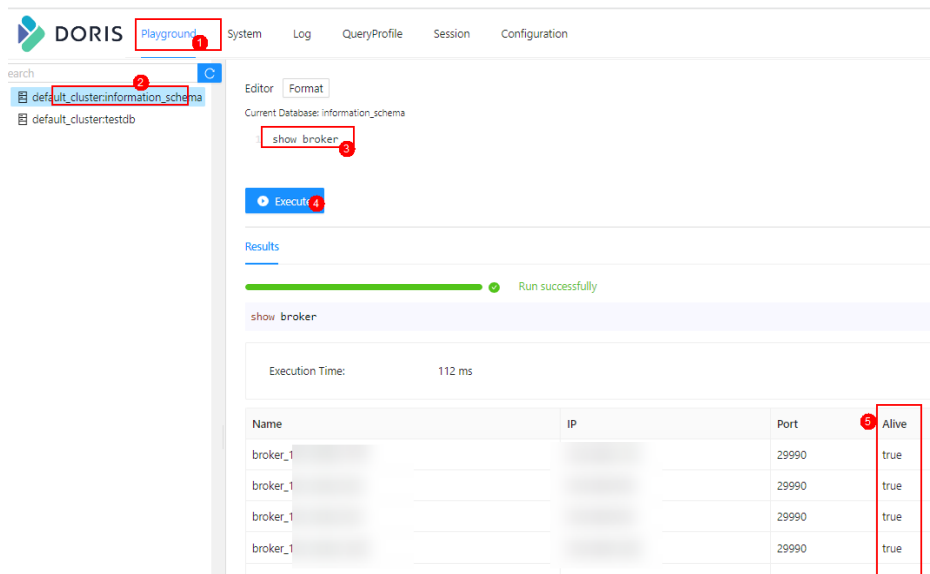 DORIS Playground System Log QueryProfile Session Configuration
1
earch
2
default_cluster:information_schema
default_cluster:testdb
Editor Format
Current Database: information_schema
show broker
3
Execute
4
Results
Run successfully
show broker
Execution Time: 112 ms
Name IP Port 5 Alive
broker_1 29990 true
broker_1 29990 true
broker_1 29990 true
broker_1 29990 true